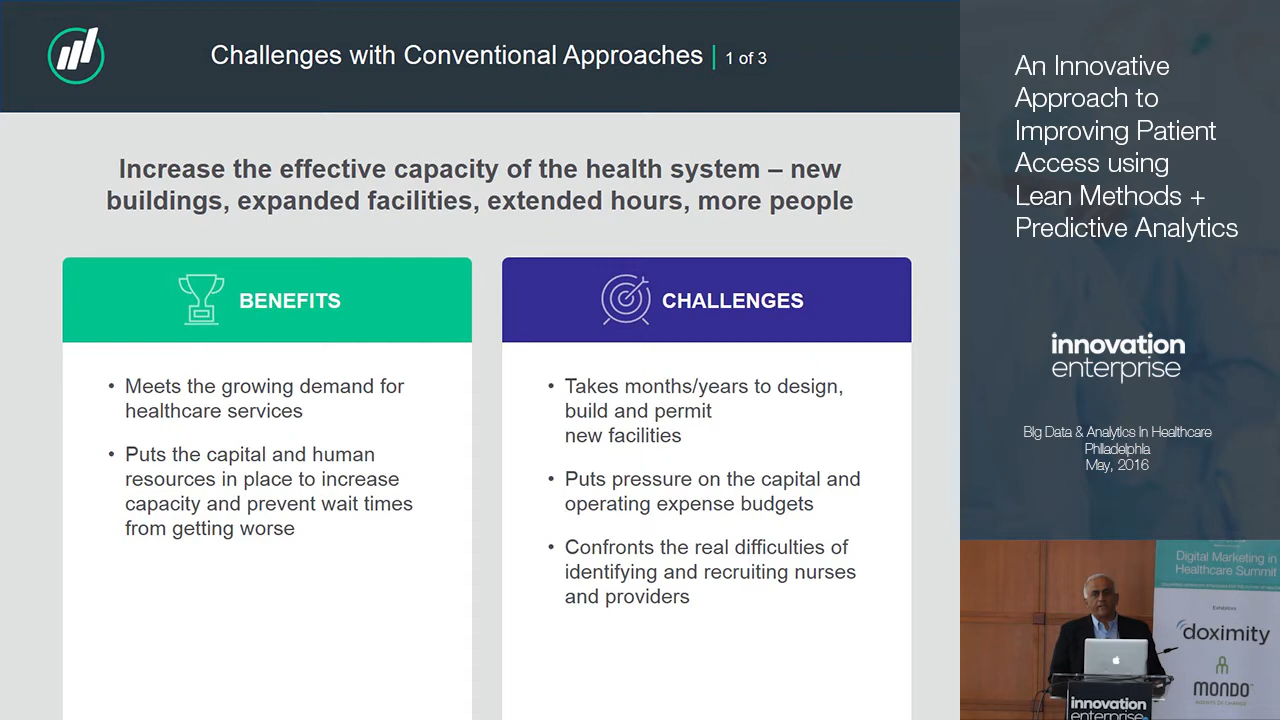 Challenges with Conventional Approaches | 1 of 3
Increase the effective capacity of the health system – new
buildings, expanded facilities, extended hours, more people
BENEFITS
• Meets the growing demand for
healthcare services
• Puts the capital and human
resources in place to increase
capacity and prevent wait times
from getting worse
CHALLENGES
• Takes months/years to design,
build and permit
new facilities
• Puts pressure on the capital and
operating expense budgets
• Confronts the real difficulties of
identifying and recruiting nurses
and providers
An Innovative
Approach to
Improving Patient
Access using
Lean Methods +
Predictive Analytics
innovation
enterprise
Big Data & Analytics in Healthcare
Philadelphia
May, 2016
Digital Marketing in
Healthcare Summit
Exhibitors
doximity
MONDO
AGENTS OF CHANGE
innovation
enterprise